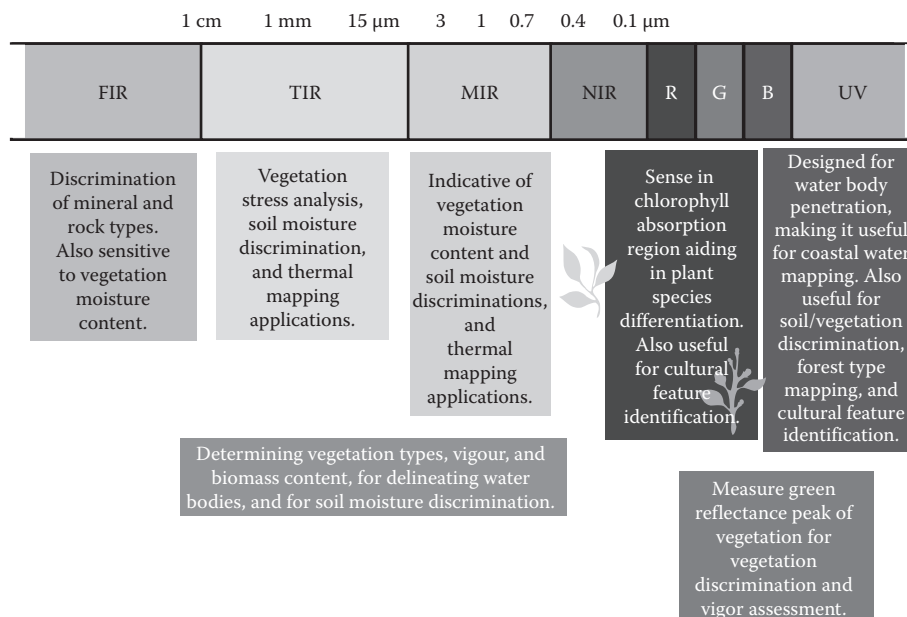 1 cm 1 mm 15 µm 3 1 0.7 0.4 0.1 µm
FIR TIR MIR NIR R G B UV
Discrimination
of mineral and
rock types.
Also sensitive
to vegetation
moisture
content.
Vegetation
stress analysis,
soil moisture
discrimination,
and thermal
mapping
applications.
Indicative of
vegetation
moisture
content and
soil moisture
discriminations,
and
thermal
mapping
applications.
Sense in
chlorophyll
absorption
region aiding
in plant
species
differentiation.
Also useful
for cultural
feature
identification.
Designed for
water body
penetration,
making it useful
for coastal water
mapping. Also
useful for
soil/vegetation
discrimination,
forest type
mapping, and
cultural feature
identification.
Determining vegetation types, vigour, and
biomass content, for delineating water
bodies, and for soil moisture discrimination.
Measure green
reflectance peak of
vegetation for
vegetation
discrimination and
vigor assessment.